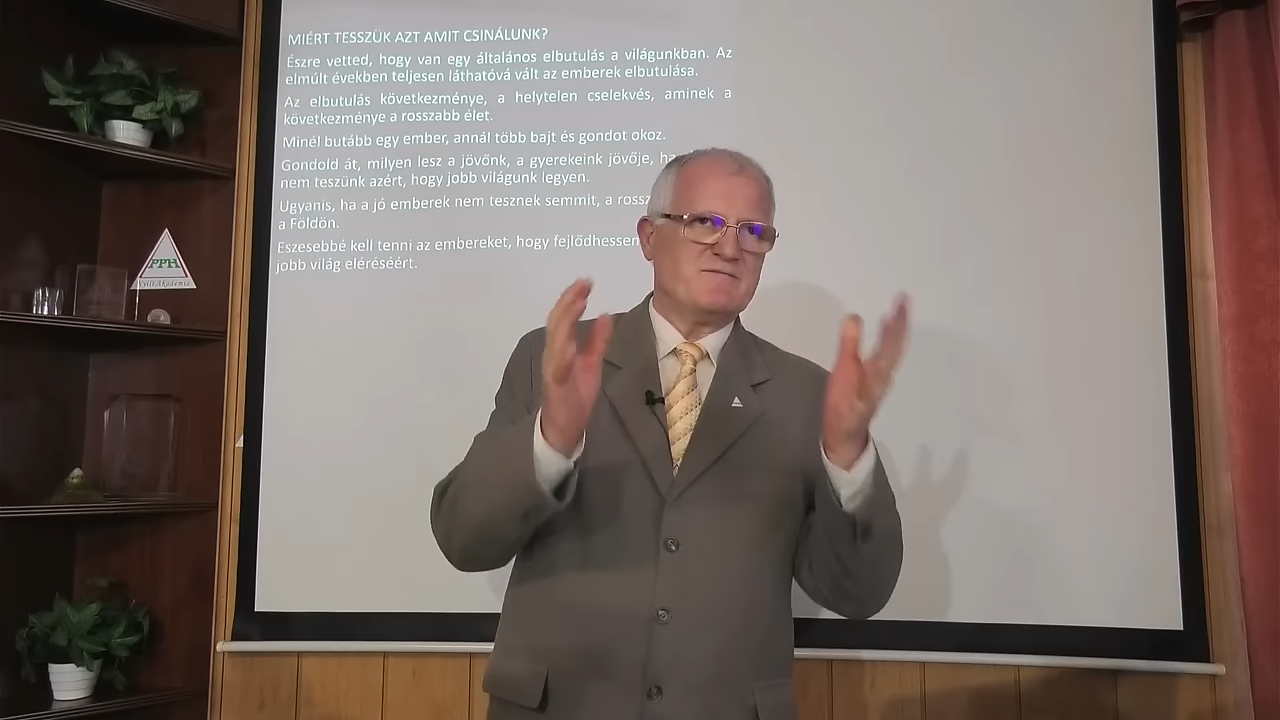 MIÉRT TESSZÜK AZT AMIT CSINÁLUNK?
Észre vetted, hogy van egy általános elbutulás a világunkban. Az
elmúlt években teljesen láthatóvá vált az emberek elbutulása.
Az elbutulás következménye, a helytelen cselekvés, aminek a
következménye a rosszabb élet.
Minél butább egy ember, annál több bajt és gondot okoz.
Gondold át, milyen lesz a jövőnk, a gyerekeink jövője,
nem teszünk azért, hogy jobb világunk legyen.
Ugyanis, ha a jó emberek nem tesznek semmit, a
a Földön.
Eszesebbé kell tenni az embereket, hogy
jobb világ eléréséért.
PPH
Nyílt Akadémia